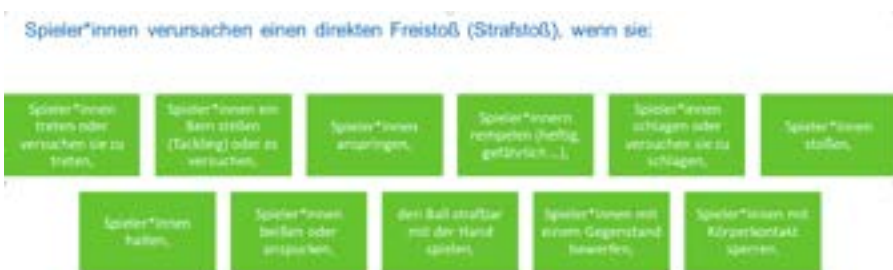 Spieler*innen verursachen einen direkten Freistoß (Strafstoß), wenn sie:
Spieler*innen
treten oder
versuchen sie zu
treten,
Spieler*innen ein
Bein stellen
(Tackling) oder es
versuchen,
Spieler*innen
anspringen,
Spieler*innern
rempeln (heftig,
gefährlich ...),
Spieler*innen
schlagen oder
versuchen sie zu
schlagen,
Spieler*innen
stoßen,
Spieler*innen
halten,
Spieler*innen
beißen oder
anspucken,
den Ball strafbar
mit der Hand
spielen,
Spieler*innen mit
einem Gegenstand
bewerfen,
Spieler*innen mit
Körperkontakt
sperren.